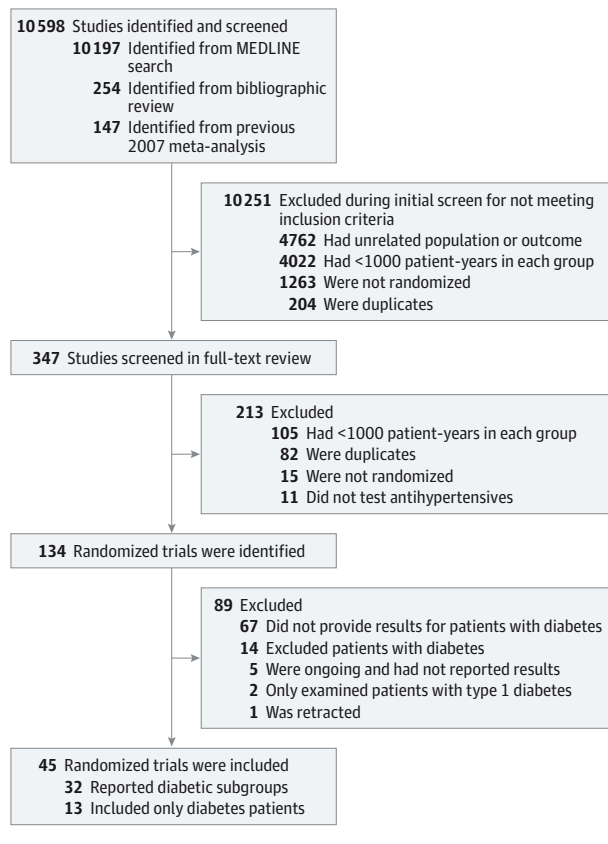 10 598 Studies identified and screened
10 197 Identified from MEDLINE
search
254 Identified from bibliographic
review
147 Identified from previous
2007 meta-analysis
10 251 Excluded during initial screen for not meeting
inclusion criteria
4762 Had unrelated population or outcome
4022 Had <1000 patient-years in each group
1263 Were not randomized
204 Were duplicates
347 Studies screened in full-text review
213 Excluded
105 Had <1000 patient-years in each group
82 Were duplicates
15 Were not randomized
11 Did not test antihypertensives
134 Randomized trials were identified
89 Excluded
67 Did not provide results for patients with diabetes
14 Excluded patients with diabetes
5 Were ongoing and had not reported results
2 Only examined patients with type 1 diabetes
1 Was retracted
45 Randomized trials were included
32 Reported diabetic subgroups
13 Included only diabetes patients